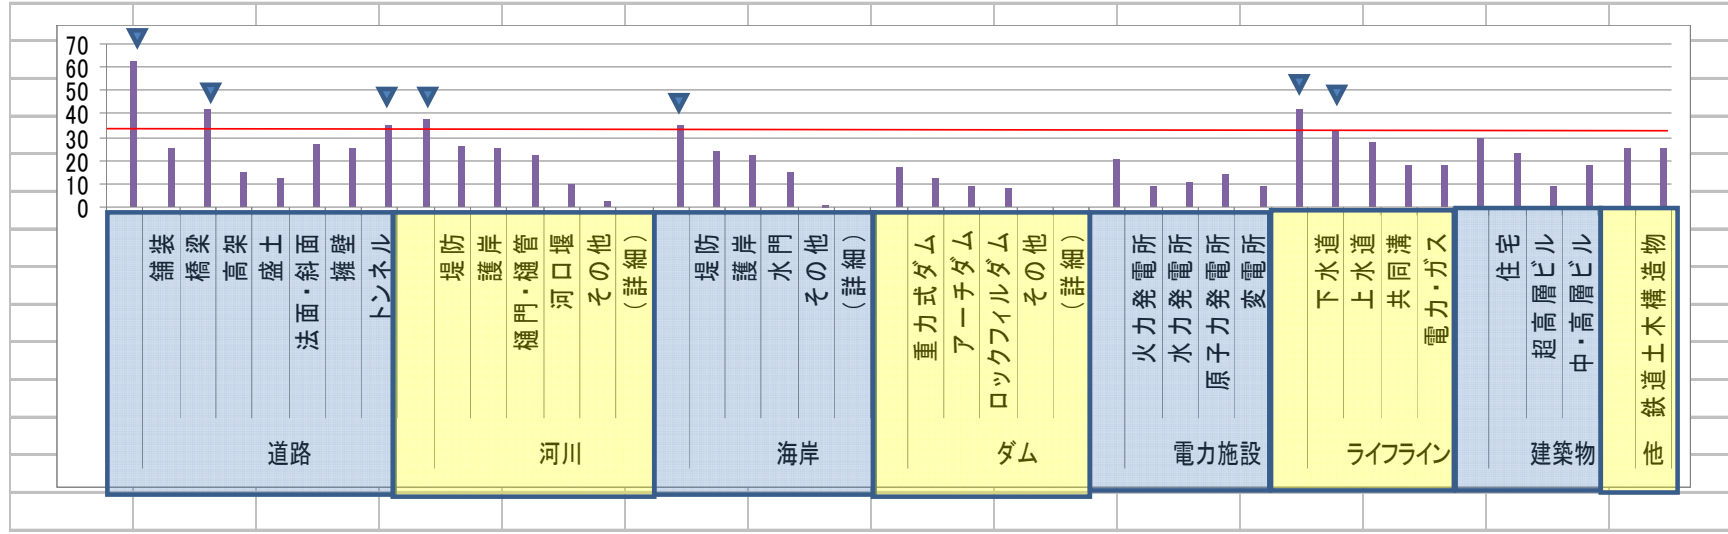 70
60
50
40
30
20
10
0
舗装
橋梁
高架
盛土
法面・斜面
擁壁
トンネル
堤防
護岸
樋門・樋管
河口堰
その他
(詳細)
堤防
護岸
水門
その他
(詳細)
重力式ダム
アーチダム
ロックフィルダム
その他
(詳細)
火力発電所
水力発電所
原子力発電所
変電所
下水道
上水道
共同溝
電力・ガス
住宅
超高層ビル
中・高層ビル
鉄道土木構造物
道路
河川
海岸
ダム
電力施設
ライフライン
建築物